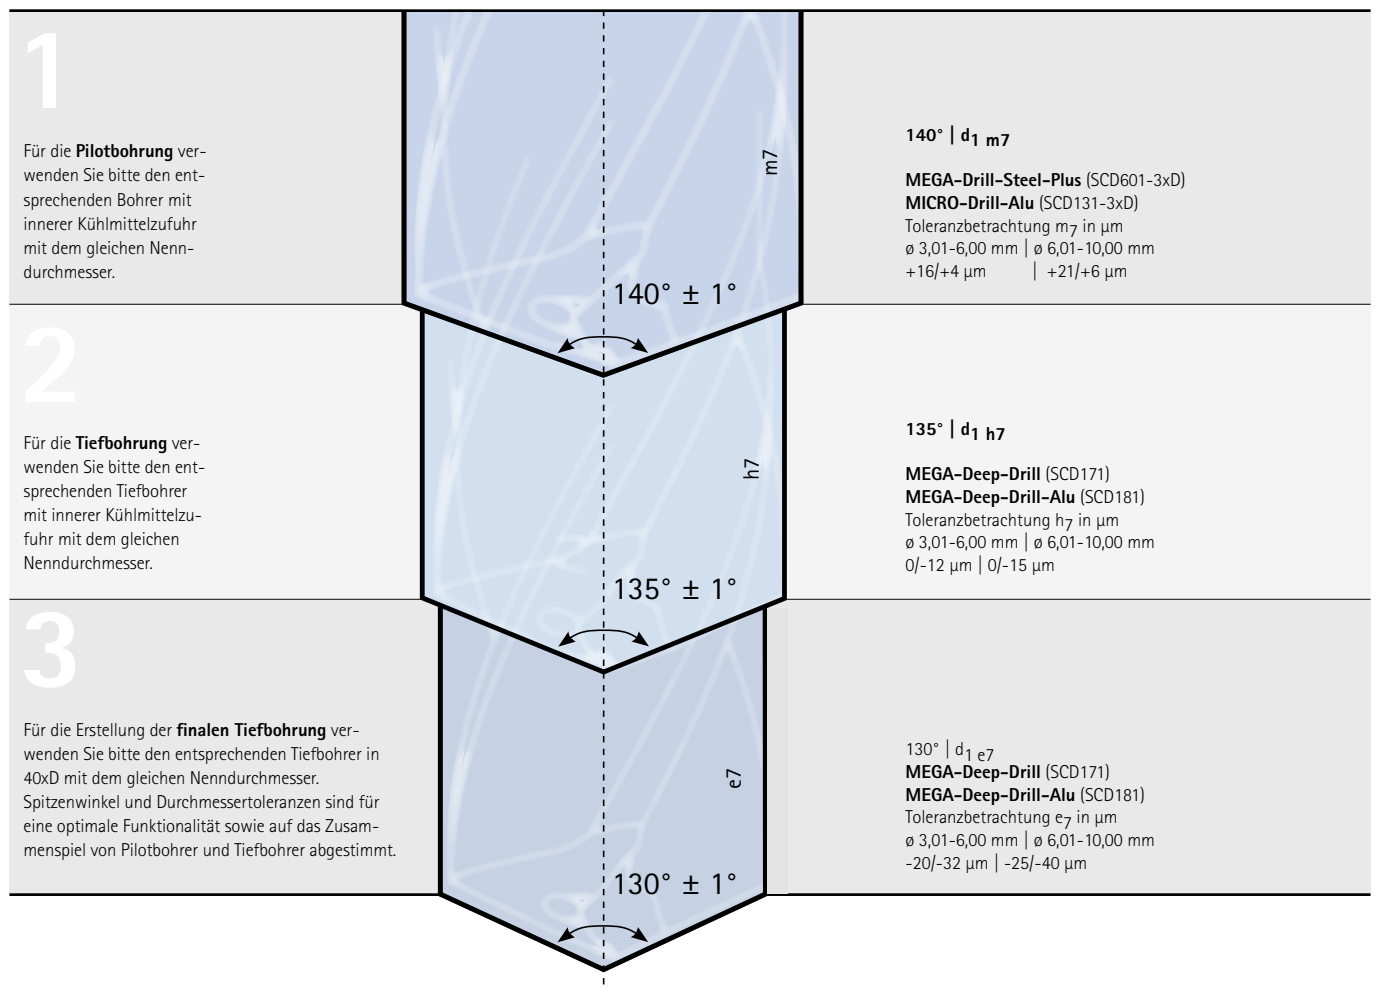 1
Für die Pilotbohrung ver-
wenden Sie bitte den ent-
sprechenden Bohrer mit
innerer Kühlmittelzufuhr
mit dem gleichen Nenn-
durchmesser.
m7
140° ± 1°
140° | d1 m7
MEGA-Drill-Steel-Plus (SCD601-3xD)
MICRO-Drill-Alu (SCD131-3xD)
Toleranzbetrachtung m7 in µm
ø 3,01-6,00 mm | ø 6,01-10,00 mm
+16/+4 µm | +21/+6 µm
2
Für die Tiefbohrung ver-
wenden Sie bitte den ent-
sprechenden Tiefbohrer
mit innerer Kühlmittelzu-
fuhr mit dem gleichen
Nenndurchmesser.
h7
135° ± 1°
135° | d1 h7
MEGA-Deep-Drill (SCD171)
MEGA-Deep-Drill-Alu (SCD181)
Toleranzbetrachtung h7 in µm
ø 3,01-6,00 mm | ø 6,01-10,00 mm
0/-12 µm | 0/-15 µm
3
Für die Erstellung der finalen Tiefbohrung ver-
wenden Sie bitte den entsprechenden Tiefbohrer in
40xD mit dem gleichen Nenndurchmesser.
Spitzenwinkel und Durchmessertoleranzen sind für
eine optimale Funktionalität sowie auf das Zusam-
menspiel von Pilotbohrer und Tiefbohrer abgestimmt.
e7
130° ± 1°
130° | d1 e7
MEGA-Deep-Drill (SCD171)
MEGA-Deep-Drill-Alu (SCD181)
Toleranzbetrachtung e7 in µm
ø 3,01-6,00 mm | ø 6,01-10,00 mm
-20/-32 µm | -25/-40 µm